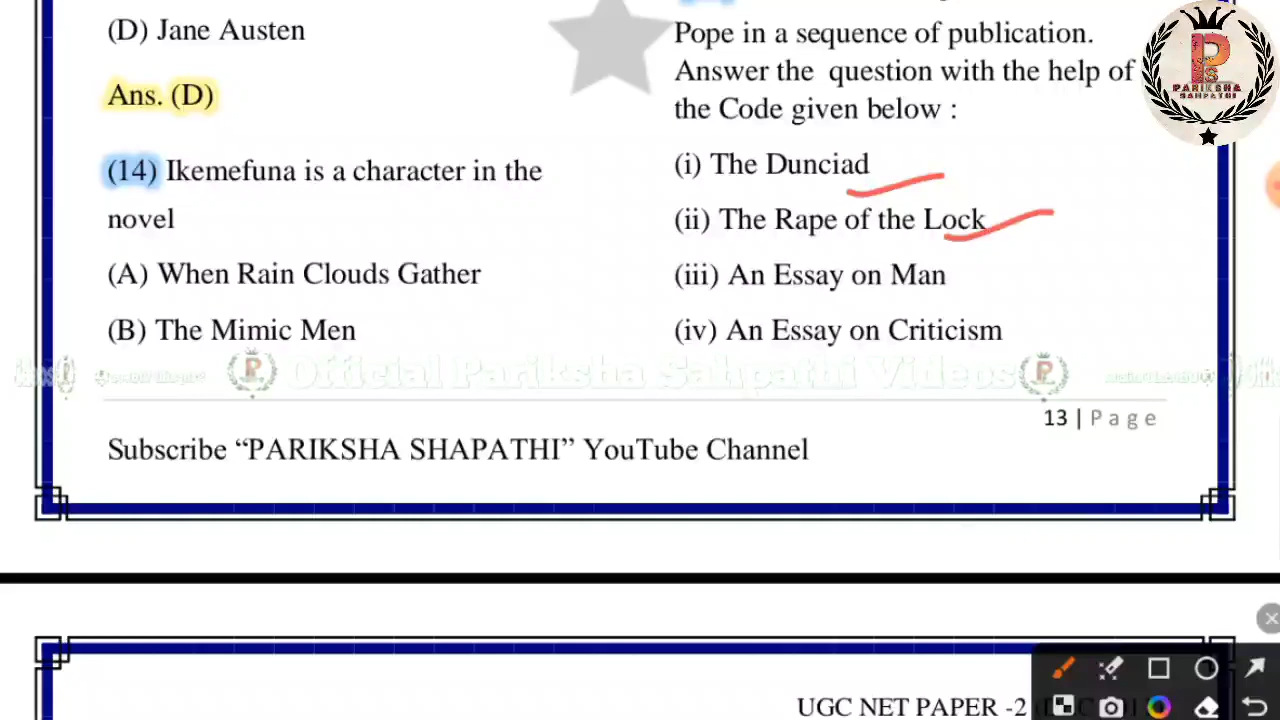 (D) Jane Austen
Ans. (D)
(14) Ikemefuna is a character in the
novel
(A) When Rain Clouds Gather
(B) The Mimic Men
Pope in a sequence of publication.
Answer the question with the help of
the Code given below :
(i) The Dunciad
(ii) The Rape of the Lock
(iii) An Essay on Man
(iv) An Essay on Criticism
PARIKSHA
SAHPATHI
Official Pariksha Sahpathi Videos
13 | Page
Subscribe “PARIKSHA SHAPATHI” YouTube Channel
UGC NET PAPER -2